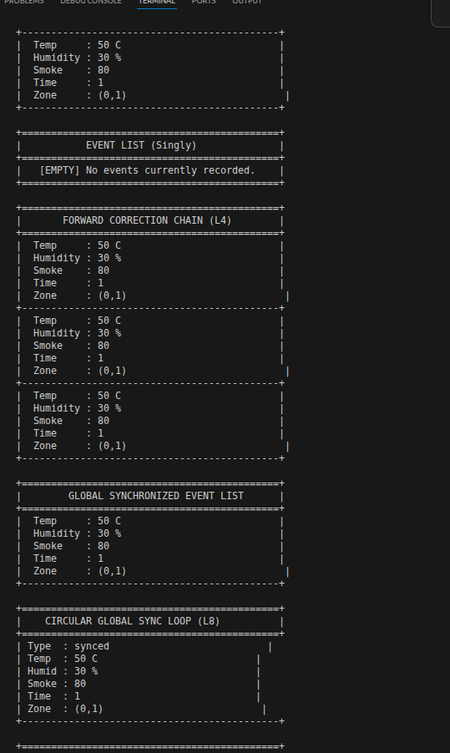 PROBLEMS DEBUG CONSOLE TERMINAL PORTS OUTPUT
+---------------------------------------------+
|  Temp     : 50 C                            |
|  Humidity : 30 %                            |
|  Smoke    : 80                              |
|  Time     : 1                               |
|  Zone     : (0,1)                            |
+---------------------------------------------+
+=============================================+
|           EVENT LIST (Singly)               |
+=============================================+
|   [EMPTY] No events currently recorded.     |
+=============================================+
+=============================================+
|       FORWARD CORRECTION CHAIN (L4)         |
+=============================================+
|  Temp     : 50 C                            |
|  Humidity : 30 %                            |
|  Smoke    : 80                              |
|  Time     : 1                               |
|  Zone     : (0,1)                            |
+---------------------------------------------+
|  Temp     : 50 C                            |
|  Humidity : 30 %                            |
|  Smoke    : 80                              |
|  Time     : 1                               |
|  Zone     : (0,1)                            |
+---------------------------------------------+
|  Temp     : 50 C                            |
|  Humidity : 30 %                            |
|  Smoke    : 80                              |
|  Time     : 1                               |
|  Zone     : (0,1)                            |
+---------------------------------------------+
+=============================================+
|        GLOBAL SYNCHRONIZED EVENT LIST       |
+=============================================+
|  Temp     : 50 C                            |
|  Humidity : 30 %                            |
|  Smoke    : 80                              |
|  Time     : 1                               |
|  Zone     : (0,1)                            |
+---------------------------------------------+
+=============================================+
|    CIRCULAR GLOBAL SYNC LOOP (L8)           |
+=============================================+
| Type  : synced                            |
| Temp  : 50 C                            |
| Humid : 30 %                            |
| Smoke : 80                              |
| Time  : 1                               |
| Zone  : (0,1)                            |
+---------------------------------------------+
+=============================================+